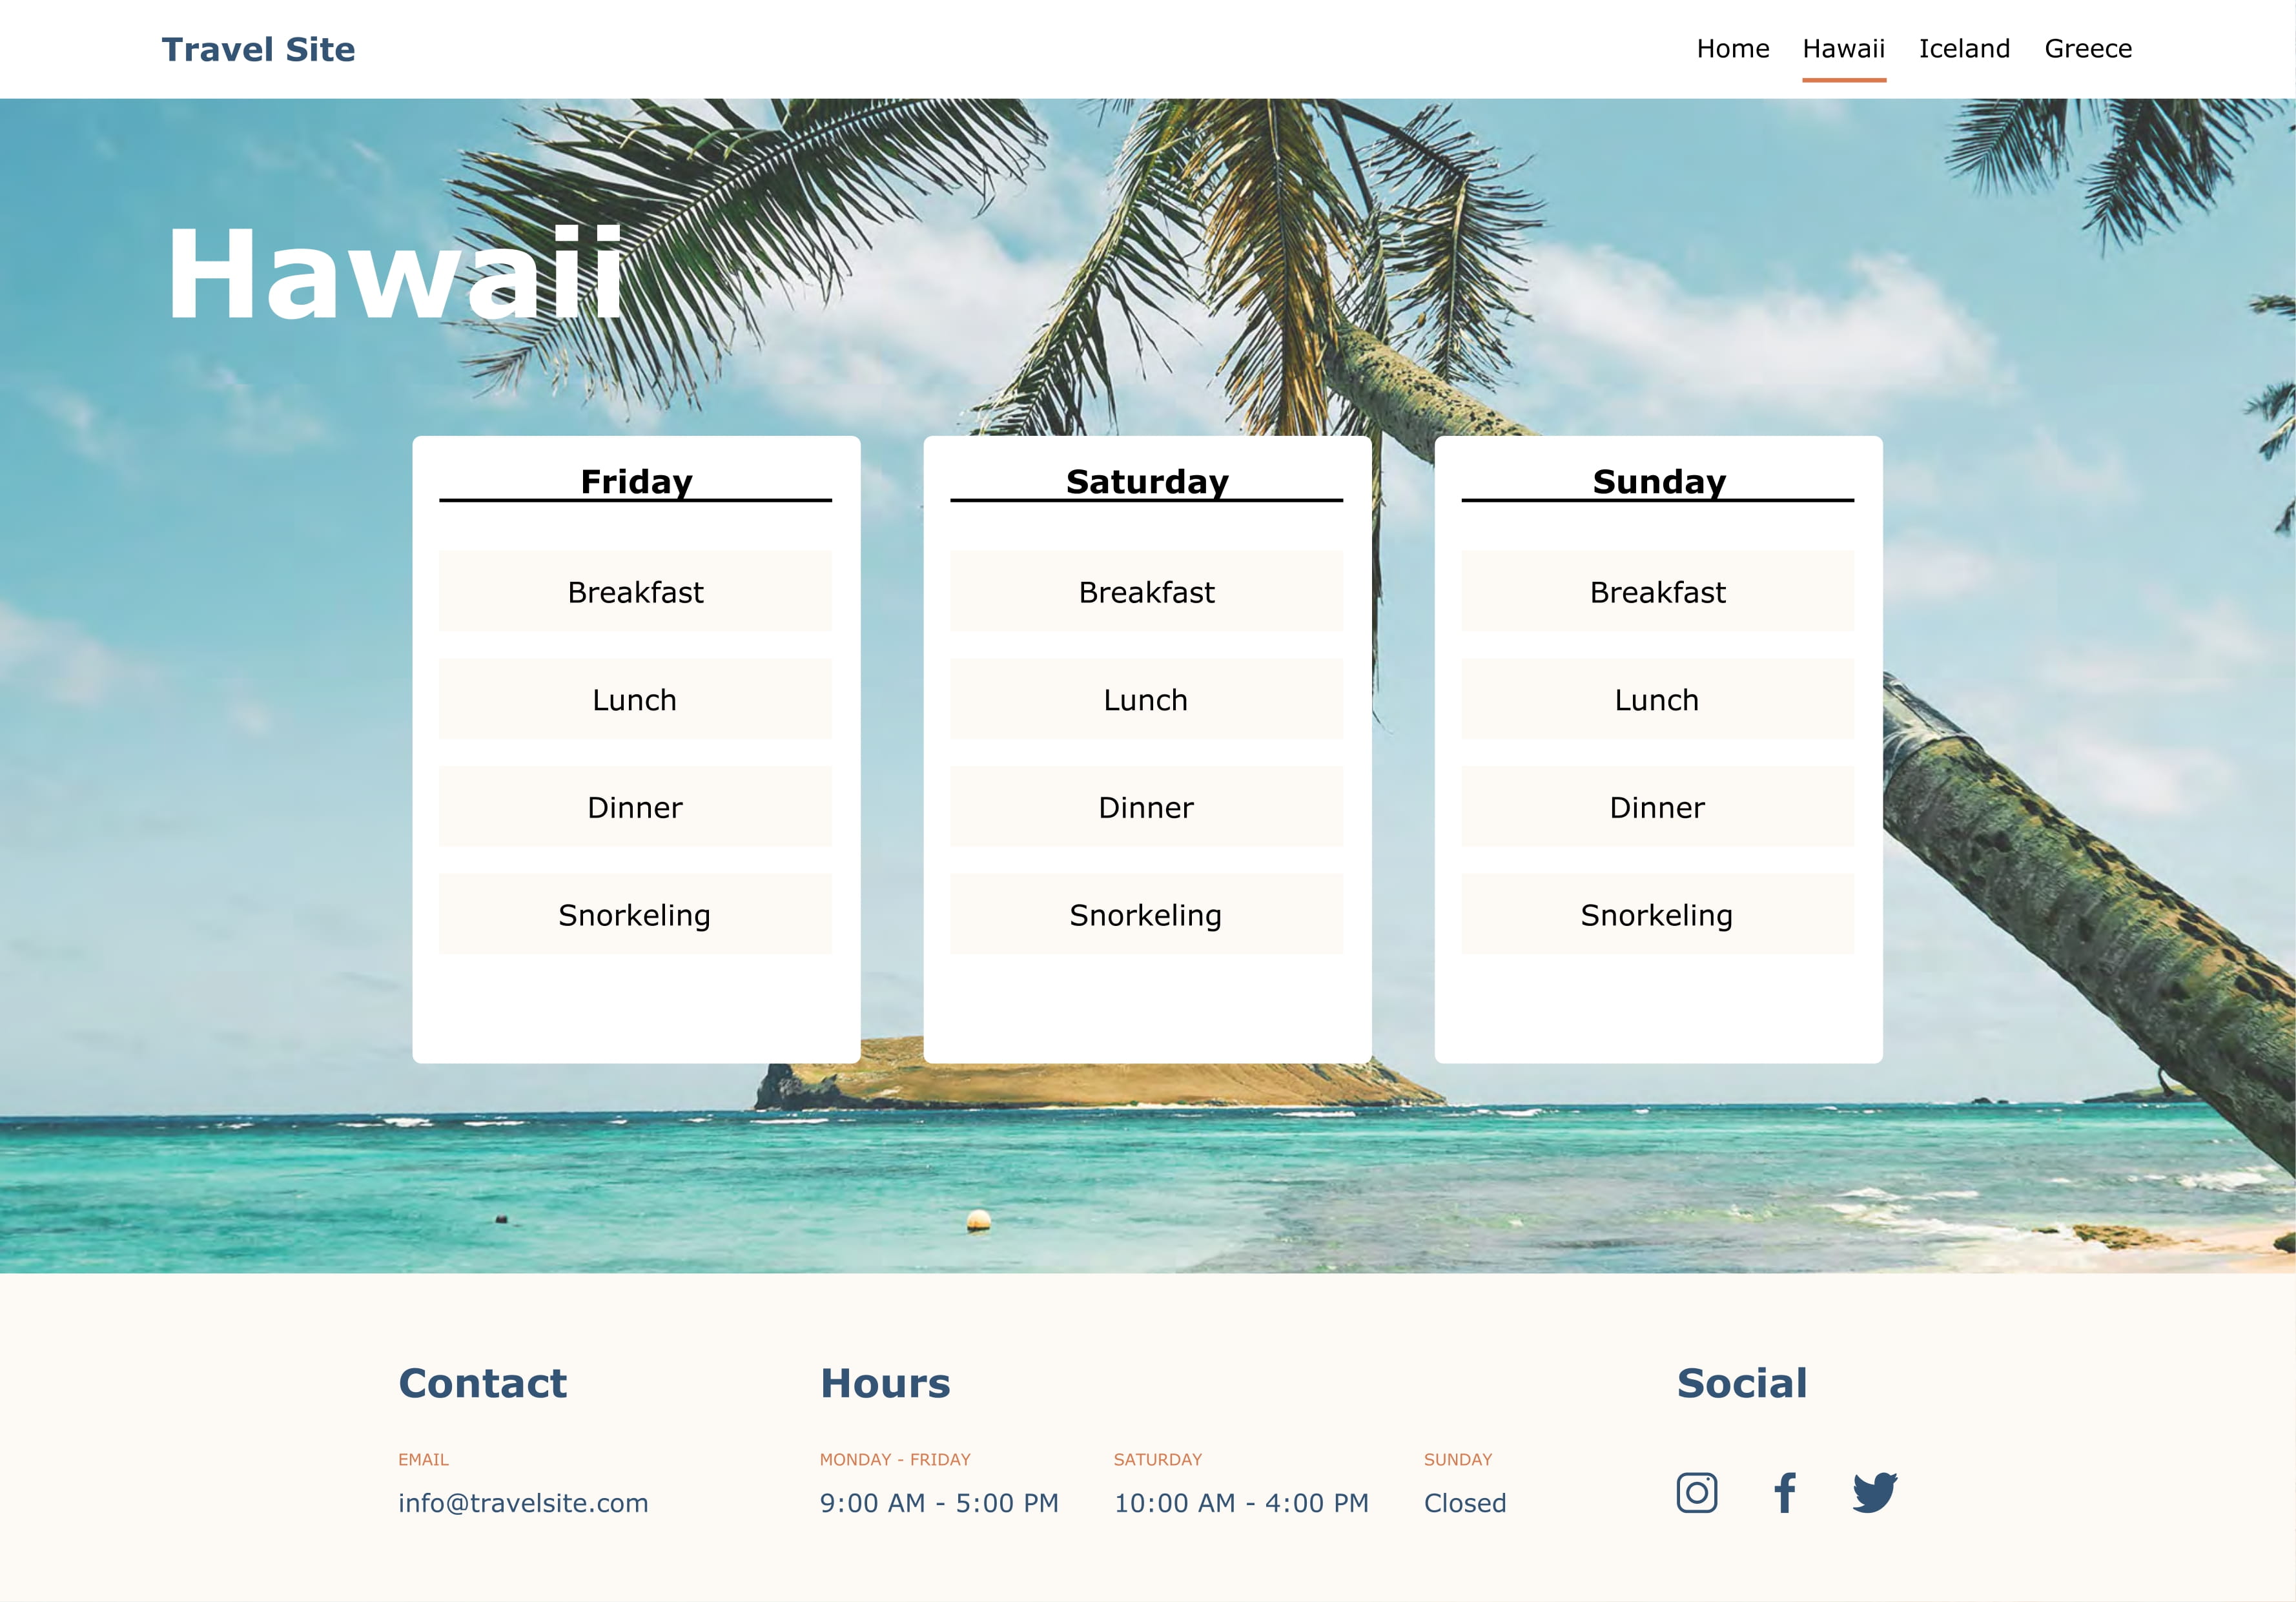 Travel Site
Home Hawaii Iceland Greece
Hawaii
Friday
Breakfast
Lunch
Dinner
Snorkeling
Saturday
Breakfast
Lunch
Dinner
Snorkeling
Sunday
Breakfast
Lunch
Dinner
Snorkeling
Contact
EMAIL
info@travelsite.com
Hours
MONDAY - FRIDAY
9:00 AM - 5:00 PM
SATURDAY
10:00 AM - 4:00 PM
SUNDAY
Closed
Social